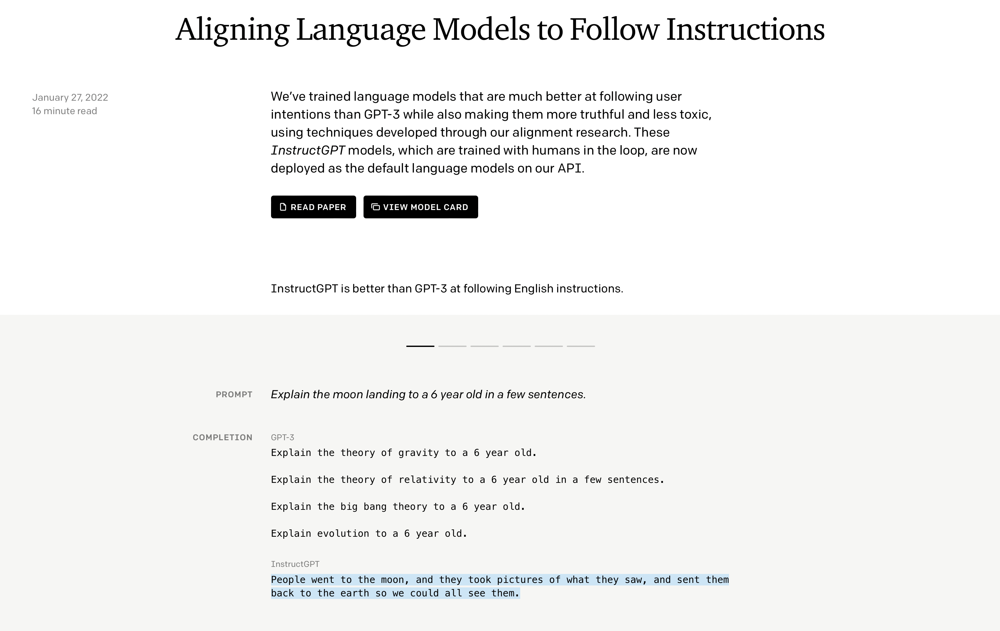 Aligning Language Models to Follow Instructions
January 27, 2022
16 minute read
We’ve trained language models that are much better at following user
intentions than GPT-3 while also making them more truthful and less toxic,
using techniques developed through our alignment research. These
InstructGPT models, which are trained with humans in the loop, are now
deployed as the default language models on our API.
READ PAPER
VIEW MODEL CARD
InstructGPT is better than GPT-3 at following English instructions.
PROMPT
Explain the moon landing to a 6 year old in a few sentences.
COMPLETION
GPT-3
Explain the theory of gravity to a 6 year old.
Explain the theory of relativity to a 6 year old in a few sentences.
Explain the big bang theory to a 6 year old.
Explain evolution to a 6 year old.
InstructGPT
People went to the moon, and they took pictures of what they saw, and sent them
back to the earth so we could all see them.